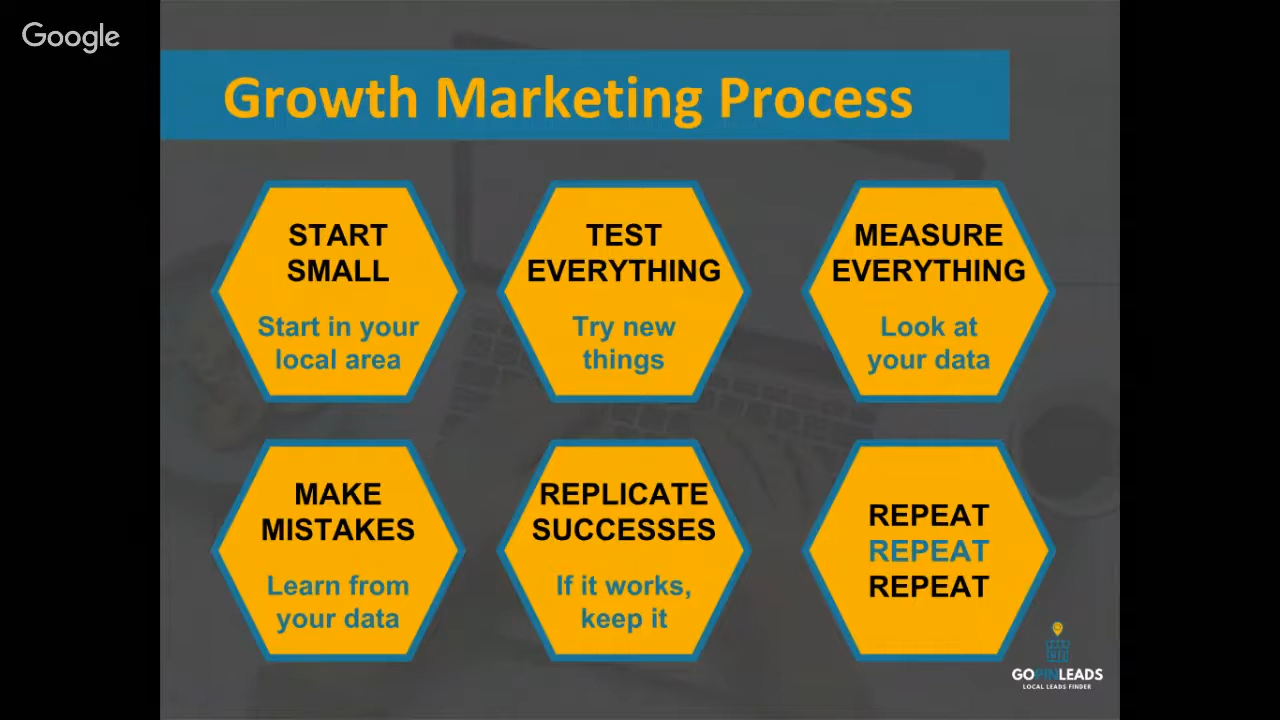 Google
Growth Marketing Process
START
SMALL
Start in your
local area
TEST
EVERYTHING
Try new
things
MEASURE
EVERYTHING
Look at
your data
MAKE
MISTAKES
Learn from
your data
REPLICATE
SUCCESSES
If it works,
keep it
REPEAT
REPEAT
REPEAT
GOPINLEADS
LOCAL LEADS FINDER